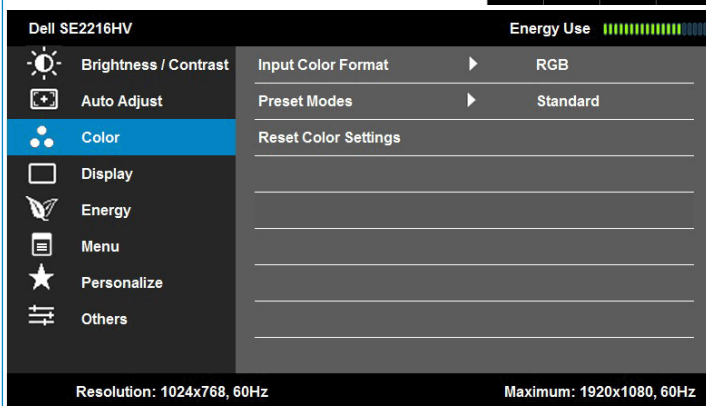 Dell SE2216HV Energy Use
Brightness / Contrast Input Color Format RGB
Auto Adjust Preset Modes Standard
Color Reset Color Settings
Display
Energy
Menu
Personalize
Others
Resolution: 1024x768, 60Hz Maximum: 1920x1080, 60Hz